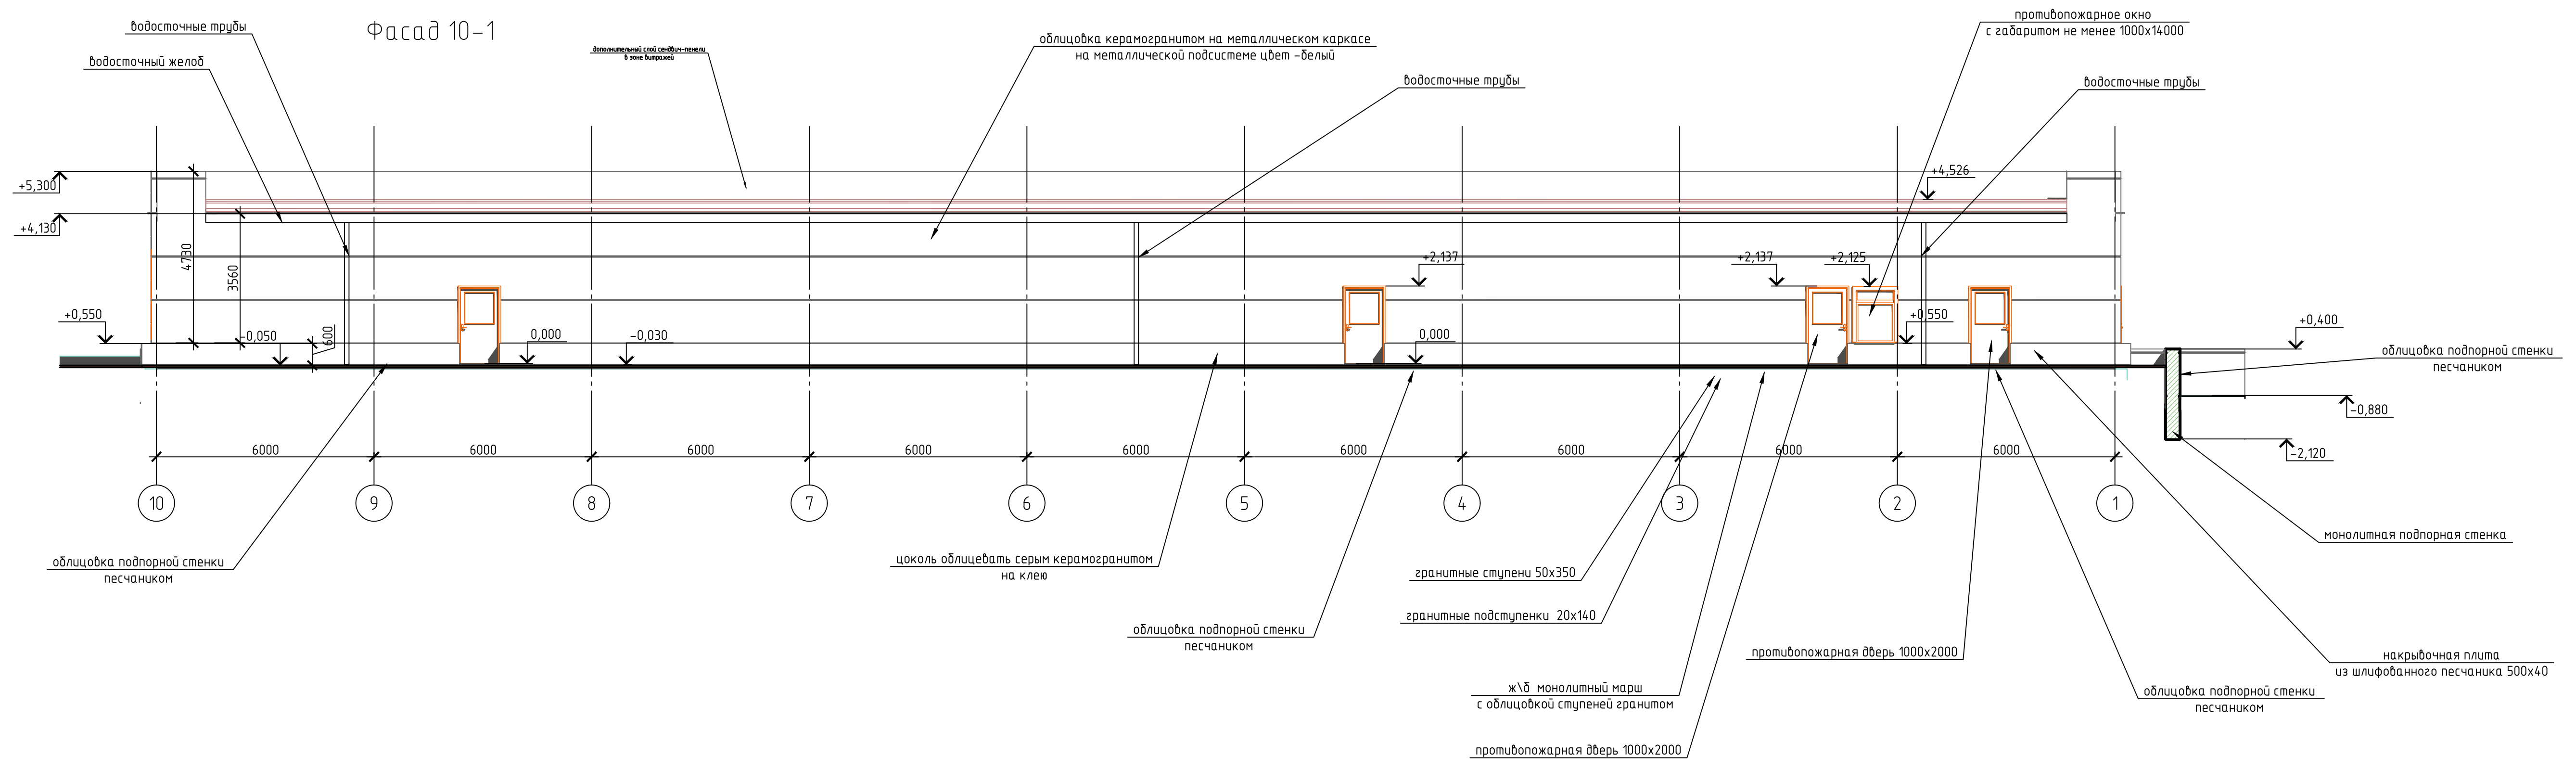 Фасад 10-1
водосточные трубы
водосточный желоб
дополнительный слой сендвич-пенели
в зоне витражей
облицовка керамогранитом на металлическом каркасе
на металлической подсистеме цвет -белый
водосточные трубы
противопожарное окно
с габаритом не менее 1000х14000
водосточные трубы
+5,300
+4,130
+0,550
4730
3560
-0,050
600
0,000
-0,030
+2,137
0,000
+2,137
+2,125
+4,526
+0,550
+0,400
облицовка подпорной стенки
песчаником
-0,880
-2,120
6000
6000
6000
6000
6000
6000
6000
6000
6000
10
9
8
7
6
5
4
3
2
1
облицовка подпорной стенки
песчаником
цоколь облицевать серым керамогранитом
на клею
облицовка подпорной стенки
песчаником
гранитные ступени 50х350
гранитные подступенки 20х140
ж\б монолитный марш
с облицовкой ступеней гранитом
противопожарная дверь 1000х2000
противопожарная дверь 1000х2000
монолитная подпорная стенка
накрывочная плита
из шлифованного песчаника 500х40
облицовка подпорной стенки
песчаником